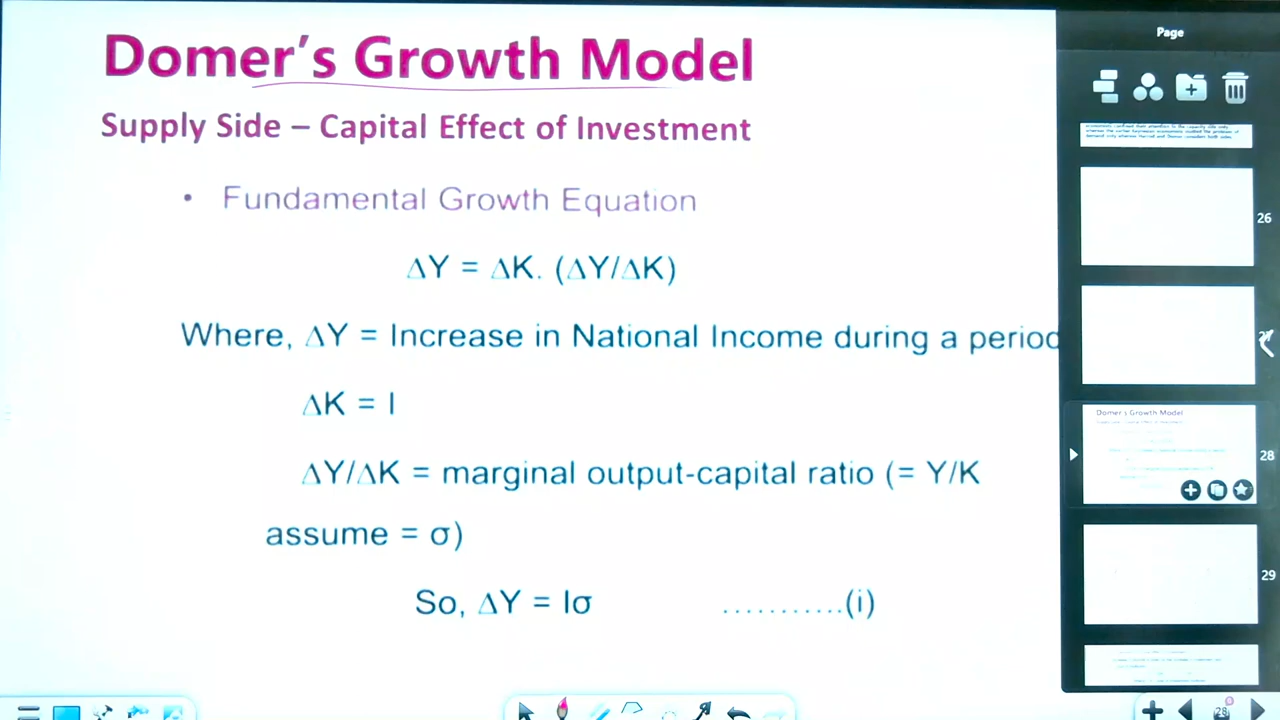 Domer's Growth Model
Supply Side – Capital Effect of Investment
• Fundamental Growth Equation
ΔY = ΔK. (ΔY/ΔK)
Where, ΔY = Increase in National Income during a period
ΔK = I
ΔY/ΔK = marginal output-capital ratio (= Y/K
assume = σ)
So, ΔY = Iσ ...........(i)
Page
26
Domer's Growth Model
28
29
28